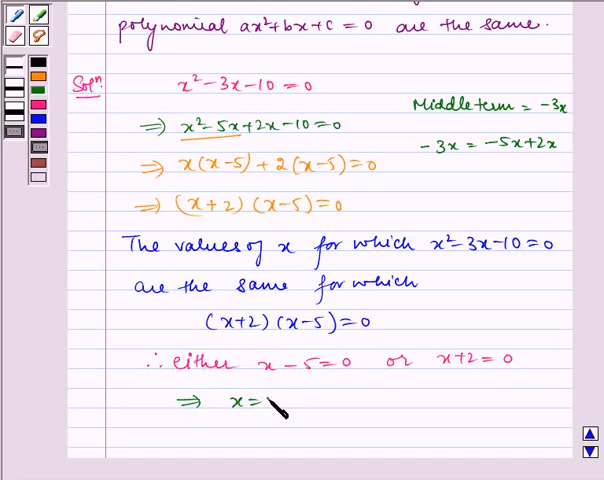 polynomial ax²+bx+c=0 are the same.
Solⁿ
x²-3x-10=0
Middle term = -3x
⇒ x²-5x+2x-10=0
-3x = -5x+2x
⇒ x(x-5)+2(x-5)=0
⇒ (x+2)(x-5)=0
The values of x for which x²-3x-10=0
are the same for which
(x+2)(x-5)=0
∴ either x-5=0 or x+2=0
⇒ x=